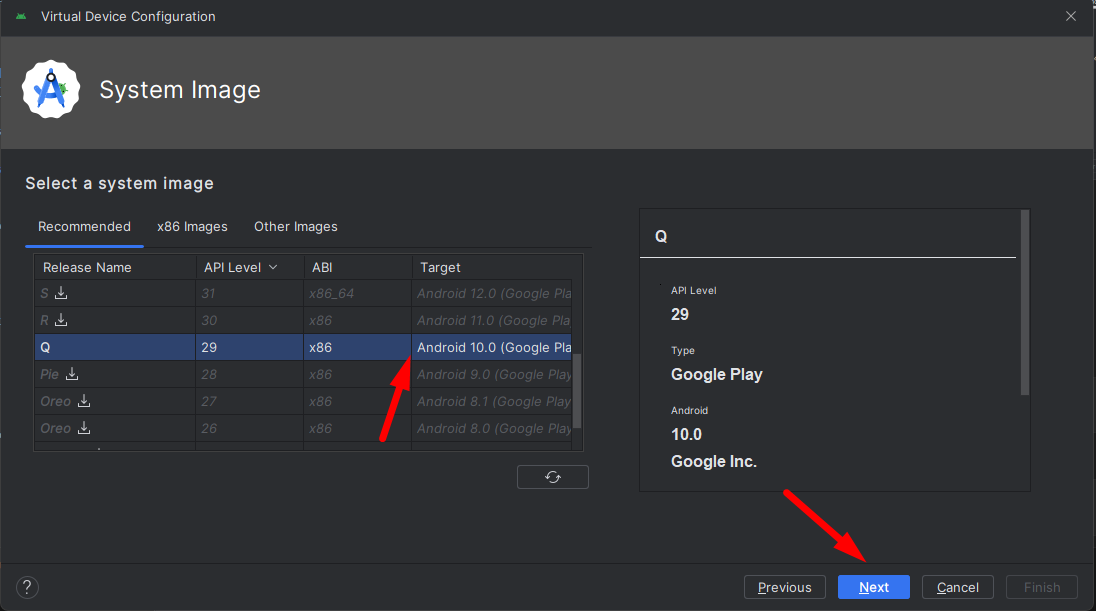 Virtual Device Configuration
System Image
Select a system image
Recommended x86 Images Other Images
Release Name API Level ABI Target
S 31 x86_64 Android 12.0 (Google Pla
R 30 x86 Android 11.0 (Google Pla
Q 29 x86 Android 10.0 (Google Pla
Pie 28 x86 Android 9.0 (Google Play
Oreo 27 x86 Android 8.1 (Google Play
Oreo 26 x86 Android 8.0 (Google Play
Q
API Level
29
Type
Google Play
Android
10.0
Google Inc.
? Previous Next Cancel Finish